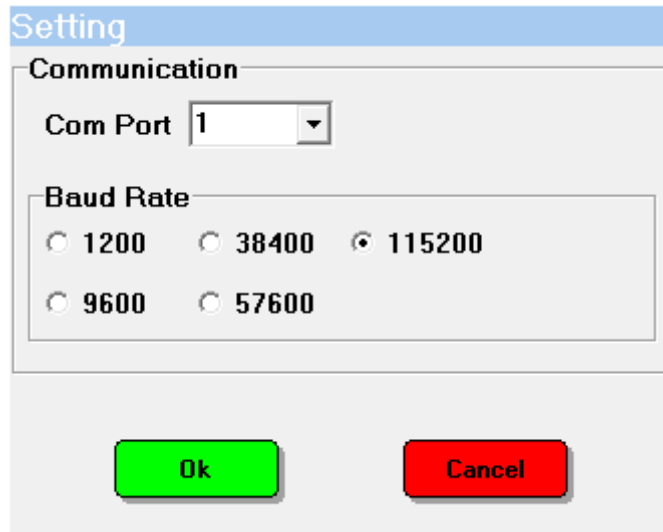 Setting
Communication
Com Port 1
Baud Rate
1200 38400 115200
9600 57600
Ok Cancel